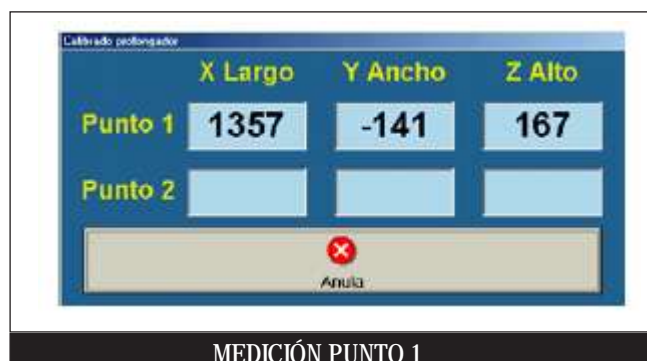 Calibrado prolongador
X Largo Y Ancho Z Alto
Punto 1 1357 -141 167
Punto 2
Anula
MEDICIÓN PUNTO 1